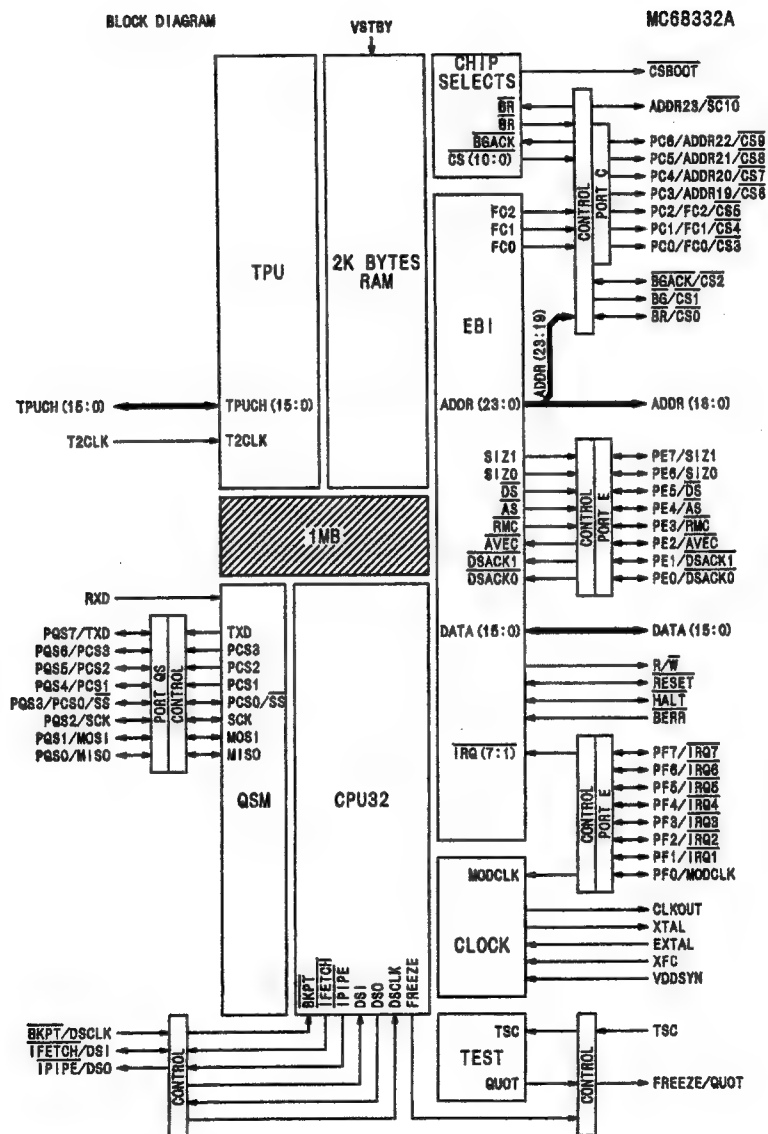 BLOCK DIAGRAM
MC68332A
VSTBY
CHIP
SELECTS
CSBOOT
BR
ADDR23/SC10
BR
BGACK
PC6/ADDR22/CS9
CS(10:0)
PC5/ADDR21/CS8
PC4/ADDR20/CS7
PC3/ADDR19/CS6
FC2
PC2/FC2/CS5
FC1
PC1/FC1/CS4
FC0
PC0/FC0/CS3
CONTROL
PORT C
TPU
2K BYTES
RAM
BGACK/CS2
BG/CS1
BR/CS0
EBI
ADDR(23:19)
TPUCH(15:0)
TPUCH(15:0)
ADDR(23:0)
ADDR(18:0)
T2CLK
T2CLK
SIZ1
PE7/SIZ1
SIZ0
PE6/SIZ0
DS
PE5/DS
AS
PE4/AS
RMC
PE3/RMC
AVEC
PE2/AVEC
DSACK1
PE1/DSACK1
DSACK0
PE0/DSACK0
CONTROL
PORT E
1MB
RXD
PQS7/TXD
TXD
DATA(15:0)
DATA(15:0)
PQS6/PCS3
PCS3
PQS5/PCS2
PCS2
R/W
PQS4/PCS1
PCS1
RESET
PQS3/PCS0/SS
PCS0/SS
HALT
PQS2/SCK
SCK
BERR
PQS1/MOSI
MOSI
PQS0/MISO
MISO
PORT QS
CONTROL
IRQ(7:1)
PF7/IRQ7
PF6/IRQ6
PF5/IRQ5
PF4/IRQ4
PF3/IRQ3
PF2/IRQ2
PF1/IRQ1
MODCLK
PF0/MODCLK
CONTROL
PORT E
QSM
CPU32
CLKOUT
XTAL
CLOCK
EXTAL
XFC
VDDSYN
BKPT
IFETCH
IPIPE
DSI
DSO
DSCLK
FREEZE
BKPT/DSCLK
IFETCH/DSI
IPIPE/DSO
CONTROL
TSC
TSC
TEST
QUOT
CONTROL
FREEZE/QUOT